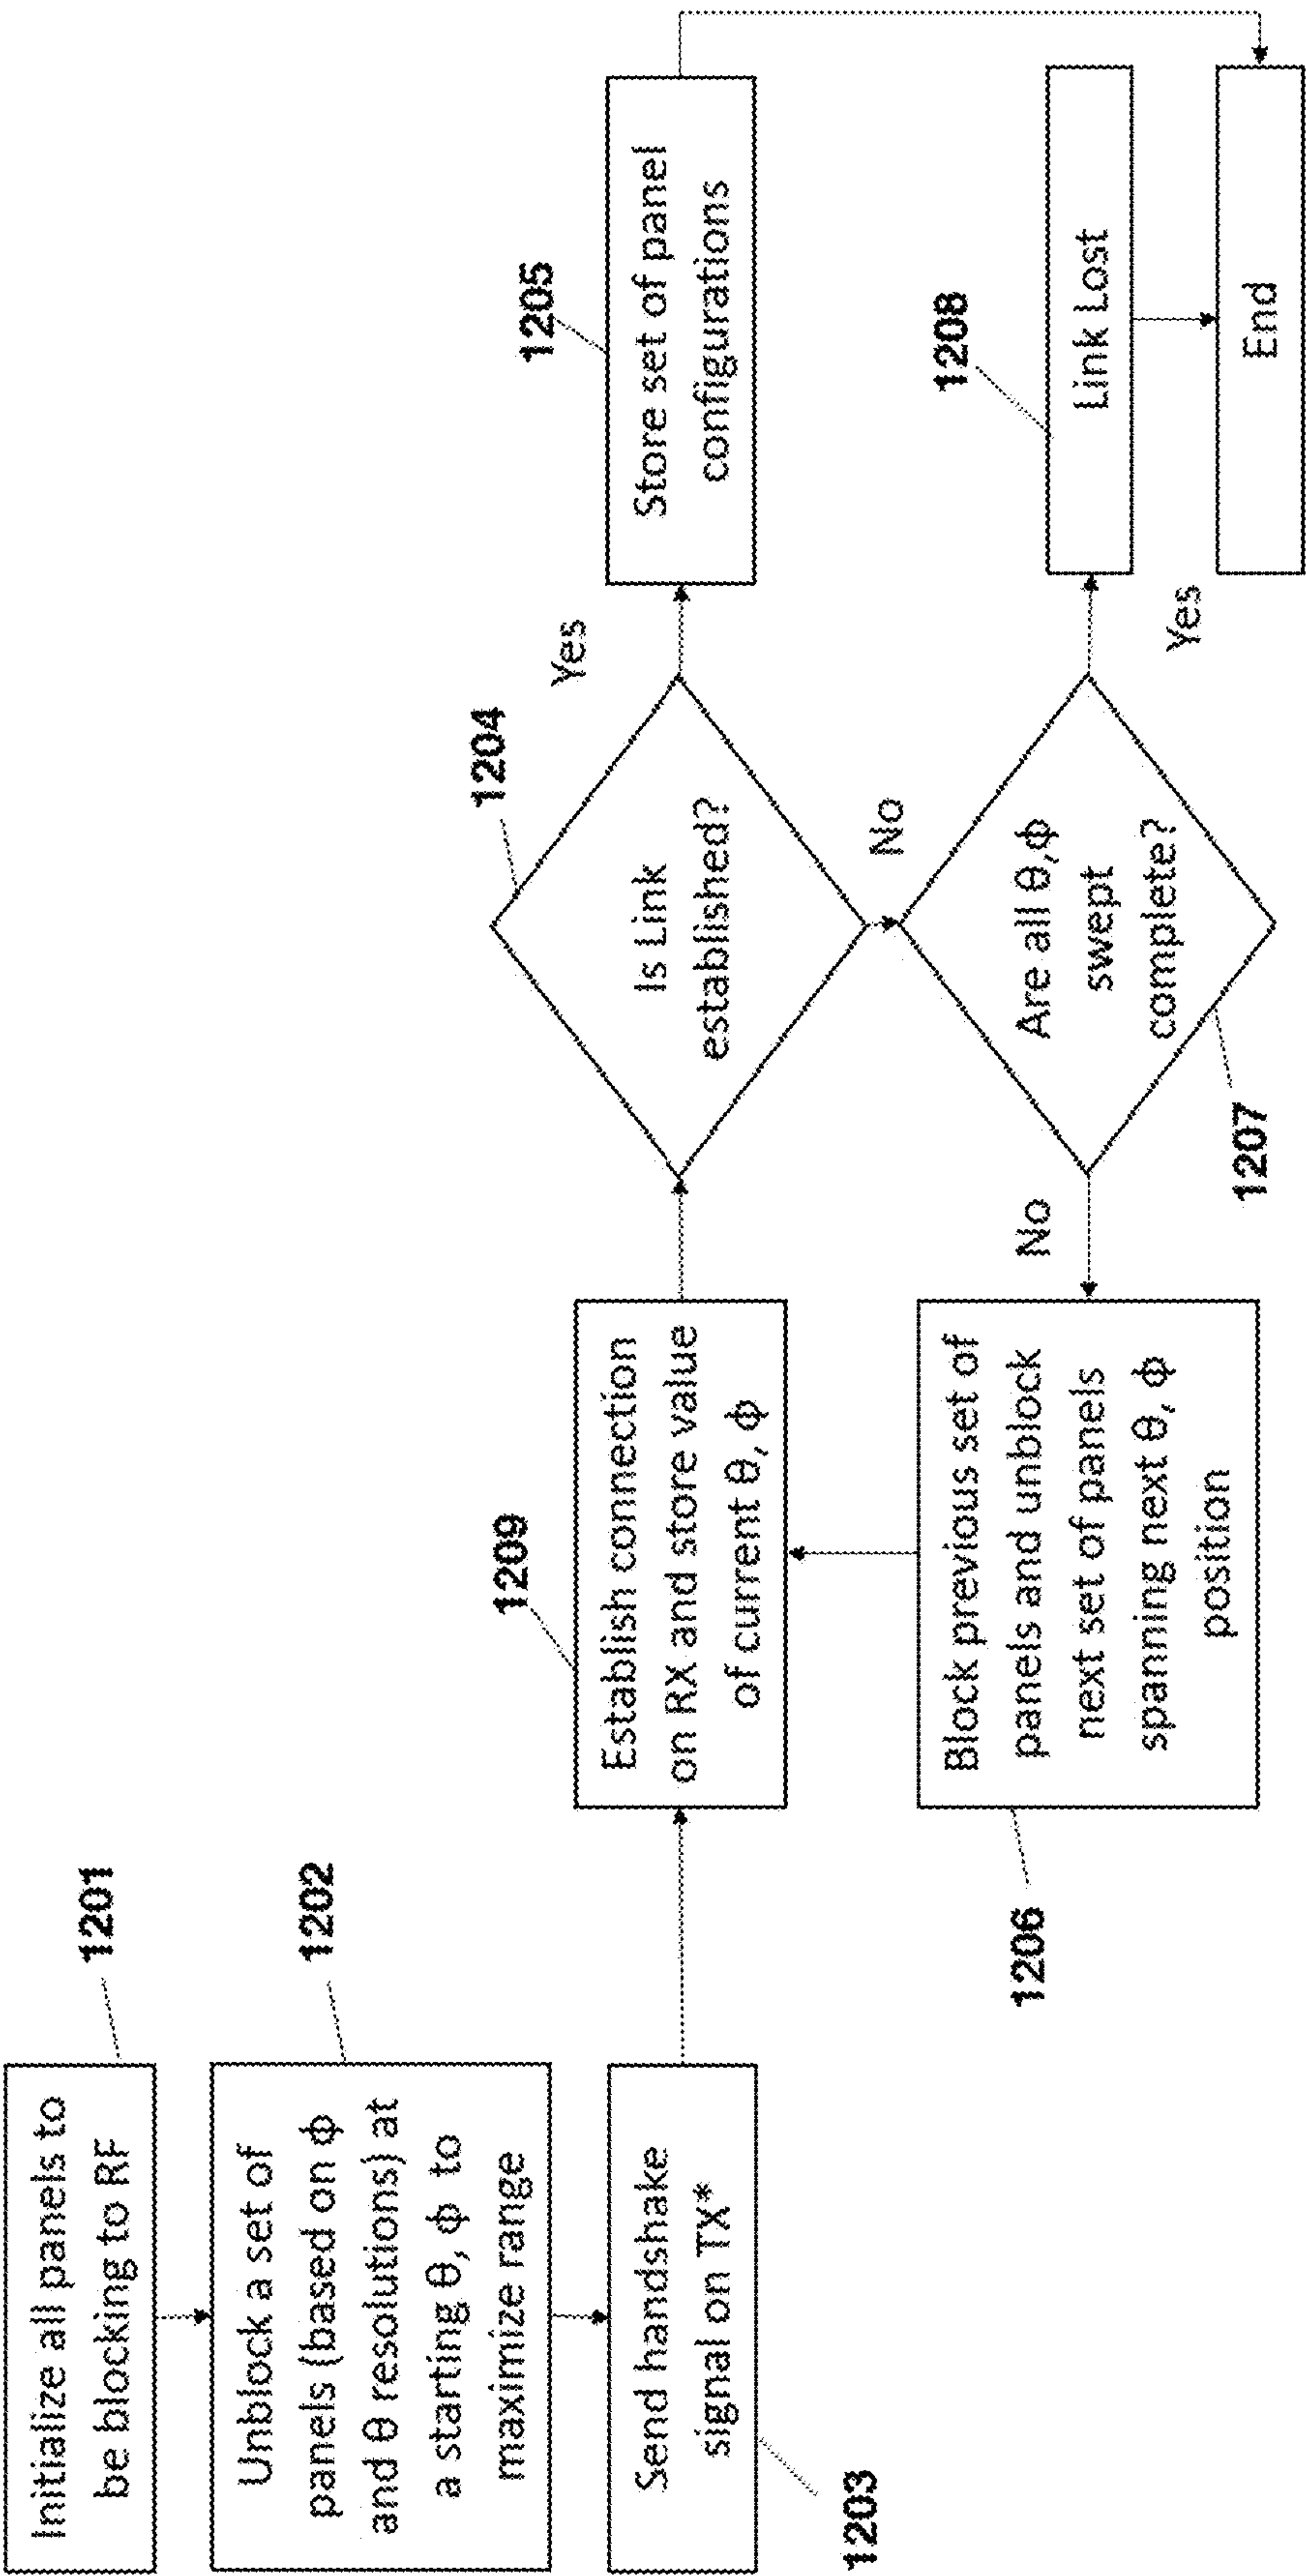 1201
Initialize all panels to
be blocking to RF
1202
Unblock a set of
panels (based on ϕ
and θ resolutions) at
a starting θ, ϕ to
maximize range
1203
Send handshake
signal on TX*
1209
Establish connection
on RX and store value
of current θ, ϕ
1204
Is Link
established?
Yes
No
1205
Store set of panel
configurations
1206
Block previous set of
panels and unblock
next set of panels
spanning next θ, ϕ
position
No
1207
Are all θ,ϕ
swept
complete?
Yes
1208
Link Lost
End